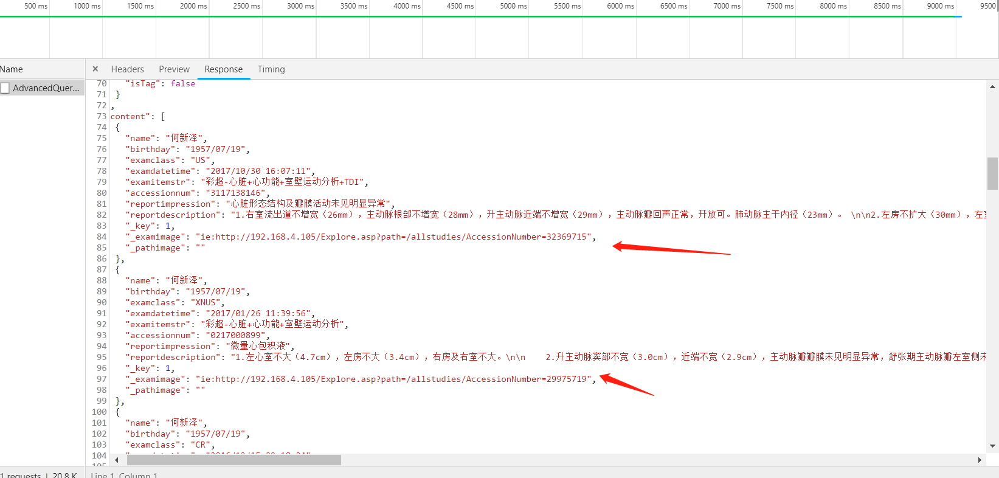 500 ms 1000 ms 1500 ms 2000 ms 2500 ms 3000 ms 3500 ms 4000 ms 4500 ms 5000 ms 5500 ms 6000 ms 6500 ms 7000 ms 7500 ms 8000 ms 8500 ms 9000 ms 9500
Name × Headers Preview Response Timing
AdvancedQuer...
70 "isTag": false
71 }
72 ,
73 content": [
74 {
75 "name": "何新泽",
76 "birthday": "1957/07/19",
77 "examclass": "US",
78 "examdatetime": "2017/10/30 16:07:11",
79 "examitemstr": "彩超-心脏+心功能+室壁运动分析+TDI",
80 "accessionnum": "3117138146",
81 "reportimpression": "心脏形态结构及瓣膜活动未见明显异常",
82 "reportdescription": "1.右室流出道不增宽（26mm），主动脉根部不增宽（28mm），升主动脉近端不增宽（29mm），主动脉瓣回声正常，开放可。肺动脉主干内径（23mm）。 \n\n2.左房不扩大（30mm），左室
83 "_key": 1,
84 "_examimage": "ie:http://192.168.4.105/Explore.asp?path=/allstudies/AccessionNumber=32369715",
85 "_pathimage": ""
86 },
87 {
88 "name": "何新泽",
89 "birthday": "1957/07/19",
90 "examclass": "XNUS",
91 "examdatetime": "2017/01/26 11:39:56",
92 "examitemstr": "彩超-心脏+心功能+室壁运动分析",
93 "accessionnum": "0217000899",
94 "reportimpression": "微量心包积液",
95 "reportdescription": "1.左心室不大（4.7cm），左房不大（3.4cm），右房及右室不大。\n\n    2.升主动脉窦部不宽（3.0cm），近端不宽（2.9cm），主动脉瓣瓣膜未见明显异常，舒张期主动脉瓣左室侧未
96 "_key": 1,
97 "_examimage": "ie:http://192.168.4.105/Explore.asp?path=/allstudies/AccessionNumber=29975719",
98 "_pathimage": ""
99 },
100 {
101 "name": "何新泽",
102 "birthday": "1957/07/19",
103 "examclass": "CR",
104
1 requests | 20.8 K Line 1, Column 1